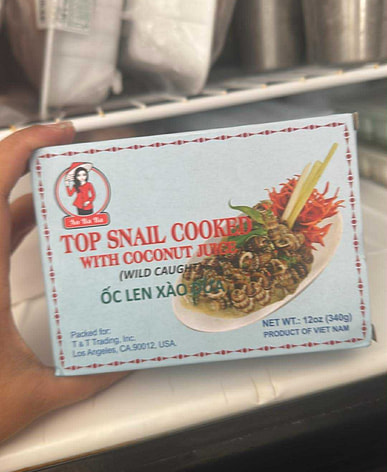 TOP SNAIL COOKED
WITH COCONUT JUICE
(WILD CAUGHT)
ỐC LEN XÀO DỪA
Packed for:
T & T Trading, Inc.
Los Angeles, CA.90012, USA.
NET WT.: 12oz (340g)
PRODUCT OF VIET NAM